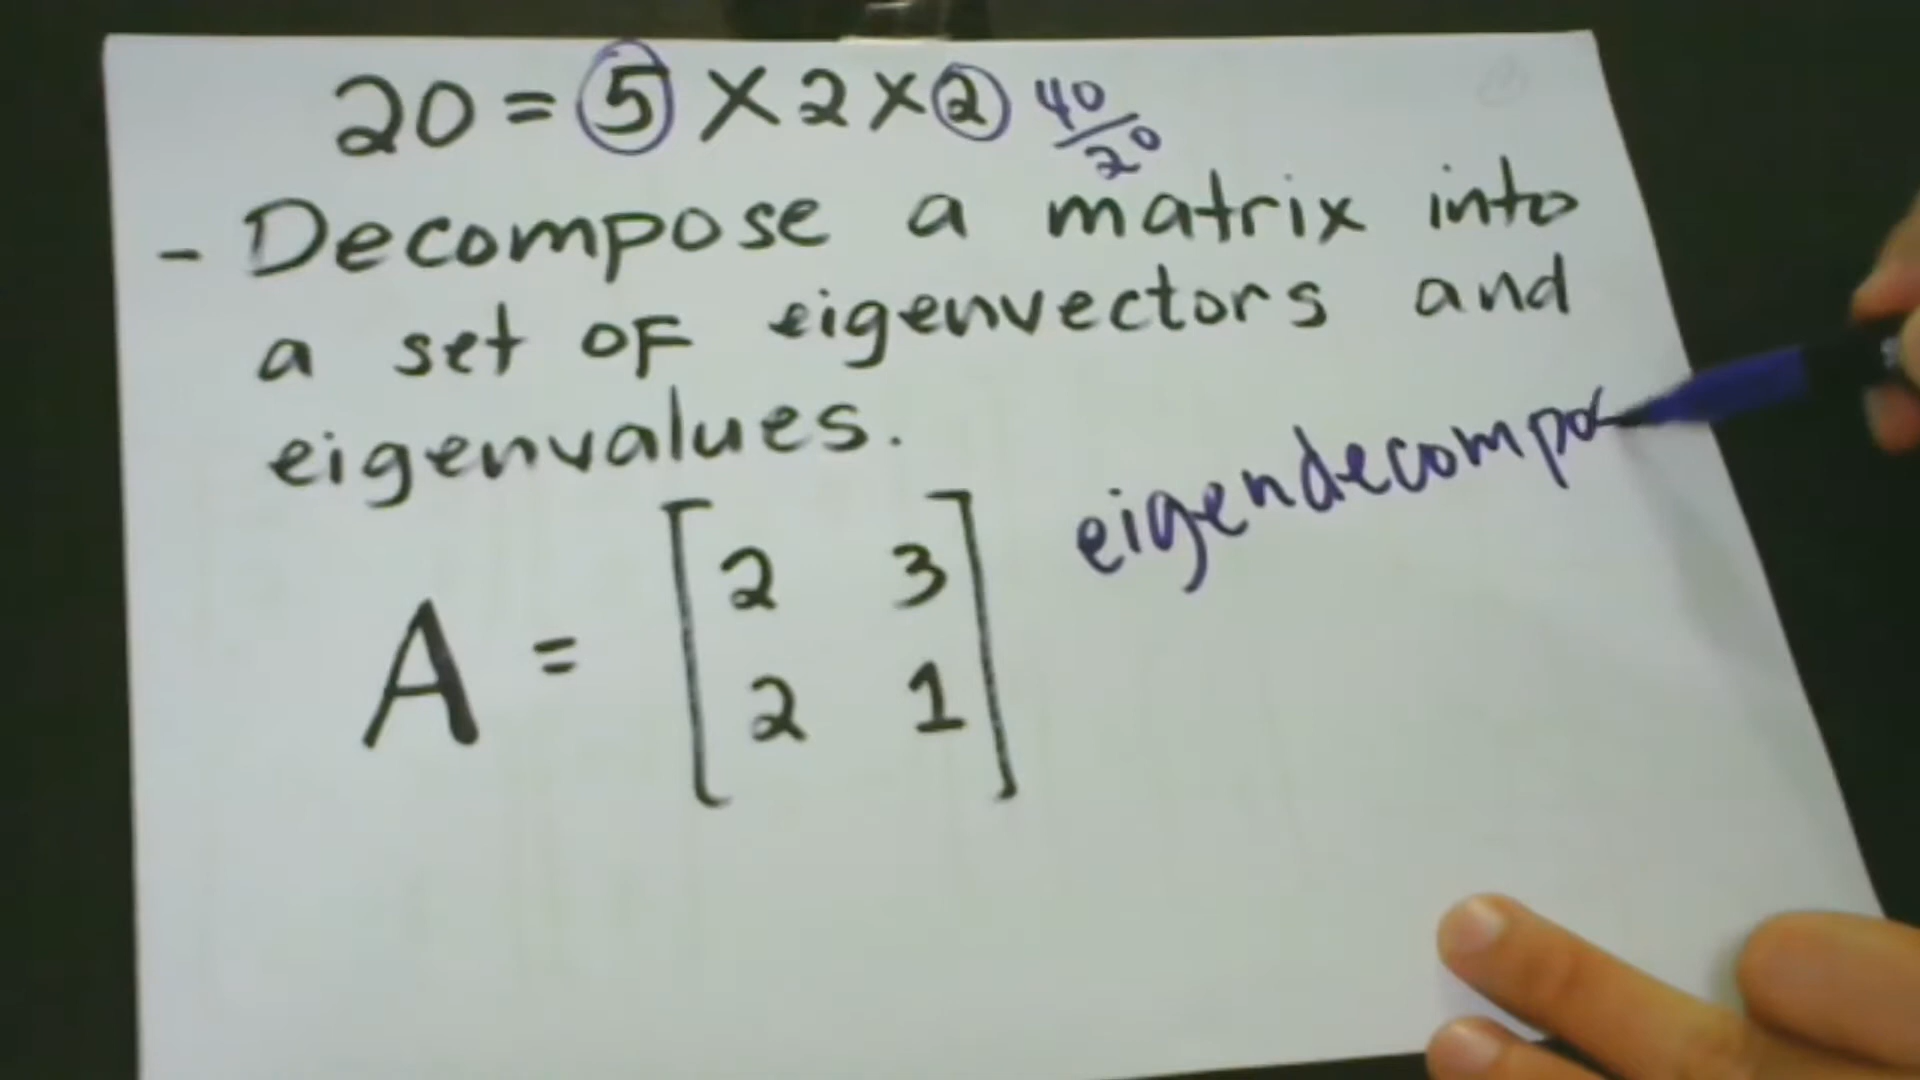 20 = 5 X 2 X 2 40/20
- Decompose a matrix into
a set of eigenvectors and
eigenvalues.
eigendecompo
A = [2 3
2 1]